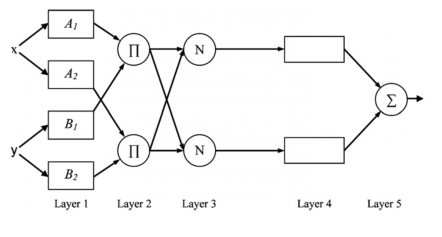 A1
x
∏ N
A2
∑
B1
y
∏ N
B2
Layer 1 Layer 2 Layer 3 Layer 4 Layer 5